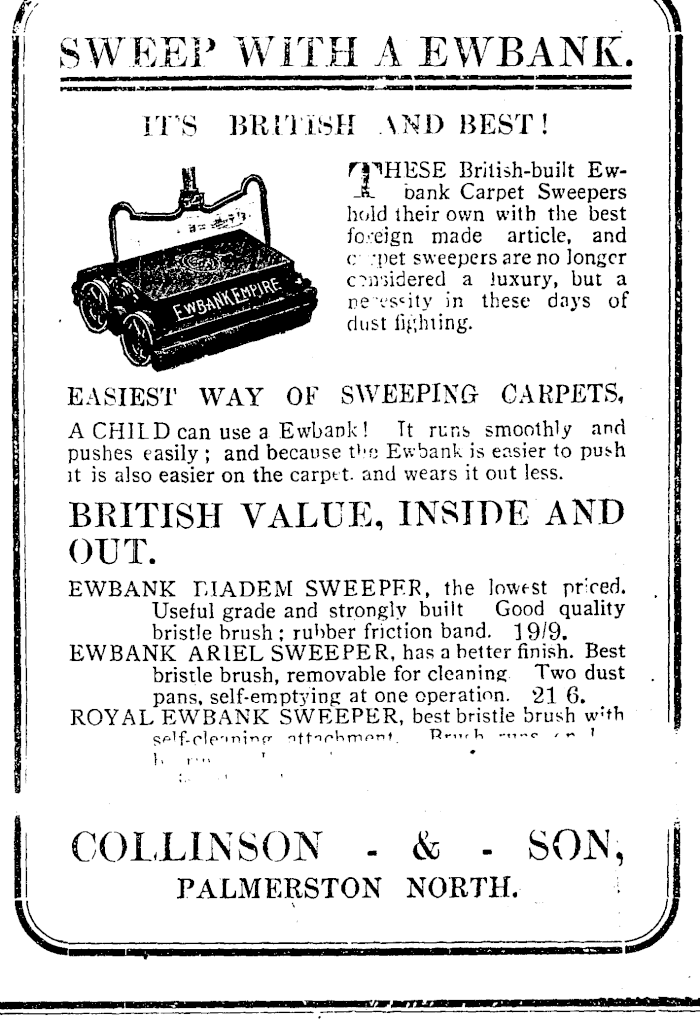 SWEEP WITH A EWBANK.
IT'S BRITISH AND BEST!
EWBANK EMPIRE
THESE British-built Ew-
bank Carpet Sweepers
hold their own with the best
foreign made article, and
carpet sweepers are no longer
considered a luxury, but a
necessity in these days of
dust fighting.
EASIEST WAY OF SWEEPING CARPETS,
A CHILD can use a Ewbank! It runs smoothly and
pushes easily; and because the Ewbank is easier to push
it is also easier on the carpet. and wears it out less.
BRITISH VALUE, INSIDE AND
OUT.
EWBANK DIADEM SWEEPER, the lowest priced.
Useful grade and strongly built Good quality
bristle brush; rubber friction band. 19/9.
EWBANK ARIEL SWEEPER, has a better finish. Best
bristle brush, removable for cleaning Two dust
pans, self-emptying at one operation. 21 6.
ROYAL EWBANK SWEEPER, best bristle brush with
self-cleaning attachment. Brush runs on
COLLINSON - & - SON,
PALMERSTON NORTH.